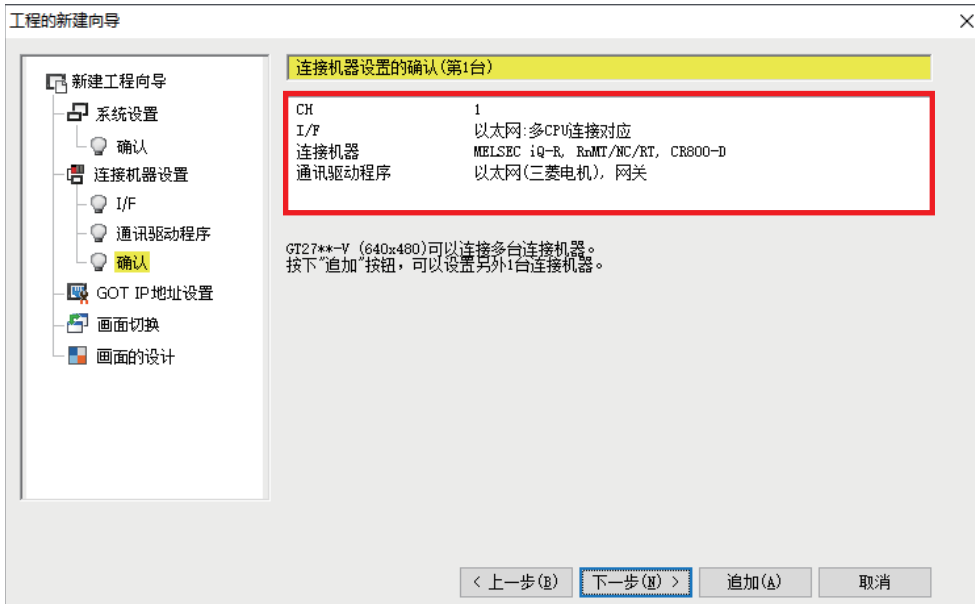 工程的新建向导
新建工程向导
系统设置
确认
连接机器设置
I/F
通讯驱动程序
确认
GOT IP地址设置
画面切换
画面的设计
连接机器设置的确认(第1台)
CH 1
I/F 以太网:多CPU连接对应
连接机器 MELSEC iQ-R, RnMT/NC/RT, CR800-D
通讯驱动程序 以太网(三菱电机), 网关
GT27**-V (640x480)可以连接多台连接机器。
按下"追加"按钮，可以设置另外1台连接机器。
< 上一步(B) 下一步(N) > 追加(A) 取消